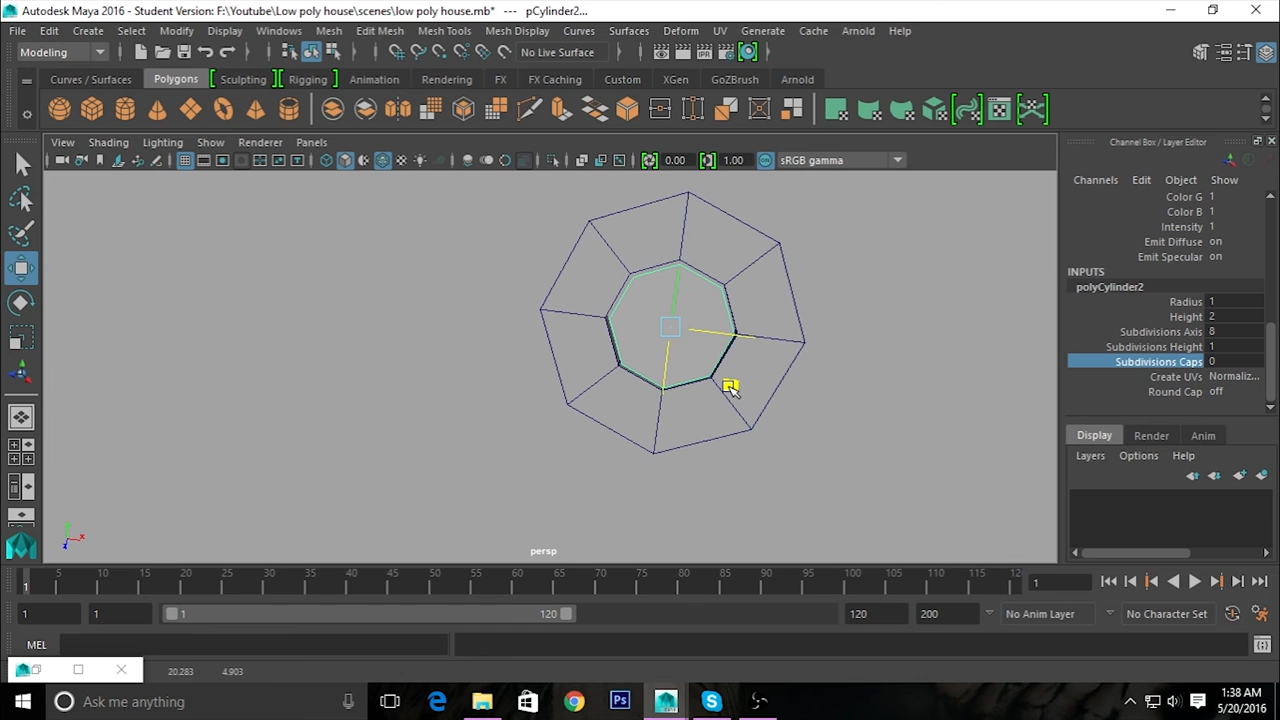 Autodesk Maya 2016 - Student Version: F:\Youtube\Low poly house\scenes\low poly house.mb*  ---  pCylinder2...
File Edit Create Select Modify Display Windows Mesh Edit Mesh Mesh Tools Mesh Display Curves Surfaces Deform UV Generate Cache Arnold Help
Modeling No Live Surface
Curves / Surfaces Polygons Sculpting Rigging Animation Rendering FX FX Caching Custom XGen GoZBrush Arnold
View Shading Lighting Show Renderer Panels
0.00 1.00 sRGB gamma
persp
Channel Box / Layer Editor
Channels Edit Object Show
Color G 1
Color B 1
Intensity 1
Emit Diffuse on
Emit Specular on
INPUTS
polyCylinder2
Radius 1
Height 2
Subdivisions Axis 8
Subdivisions Height 1
Subdivisions Caps 0
Create UVs Normaliz...
Round Cap off
Display Render Anim
Layers Options Help
5 10 15 20 25 30 35 40 45 50 55 60 65 70 75 80 85 90 95 100 105 110 115 12
1 1
1 1 1 120 120 200 No Anim Layer No Character Set
MEL
20.283 4.903
Ask me anything
Ps
1:38 AM
5/20/2016